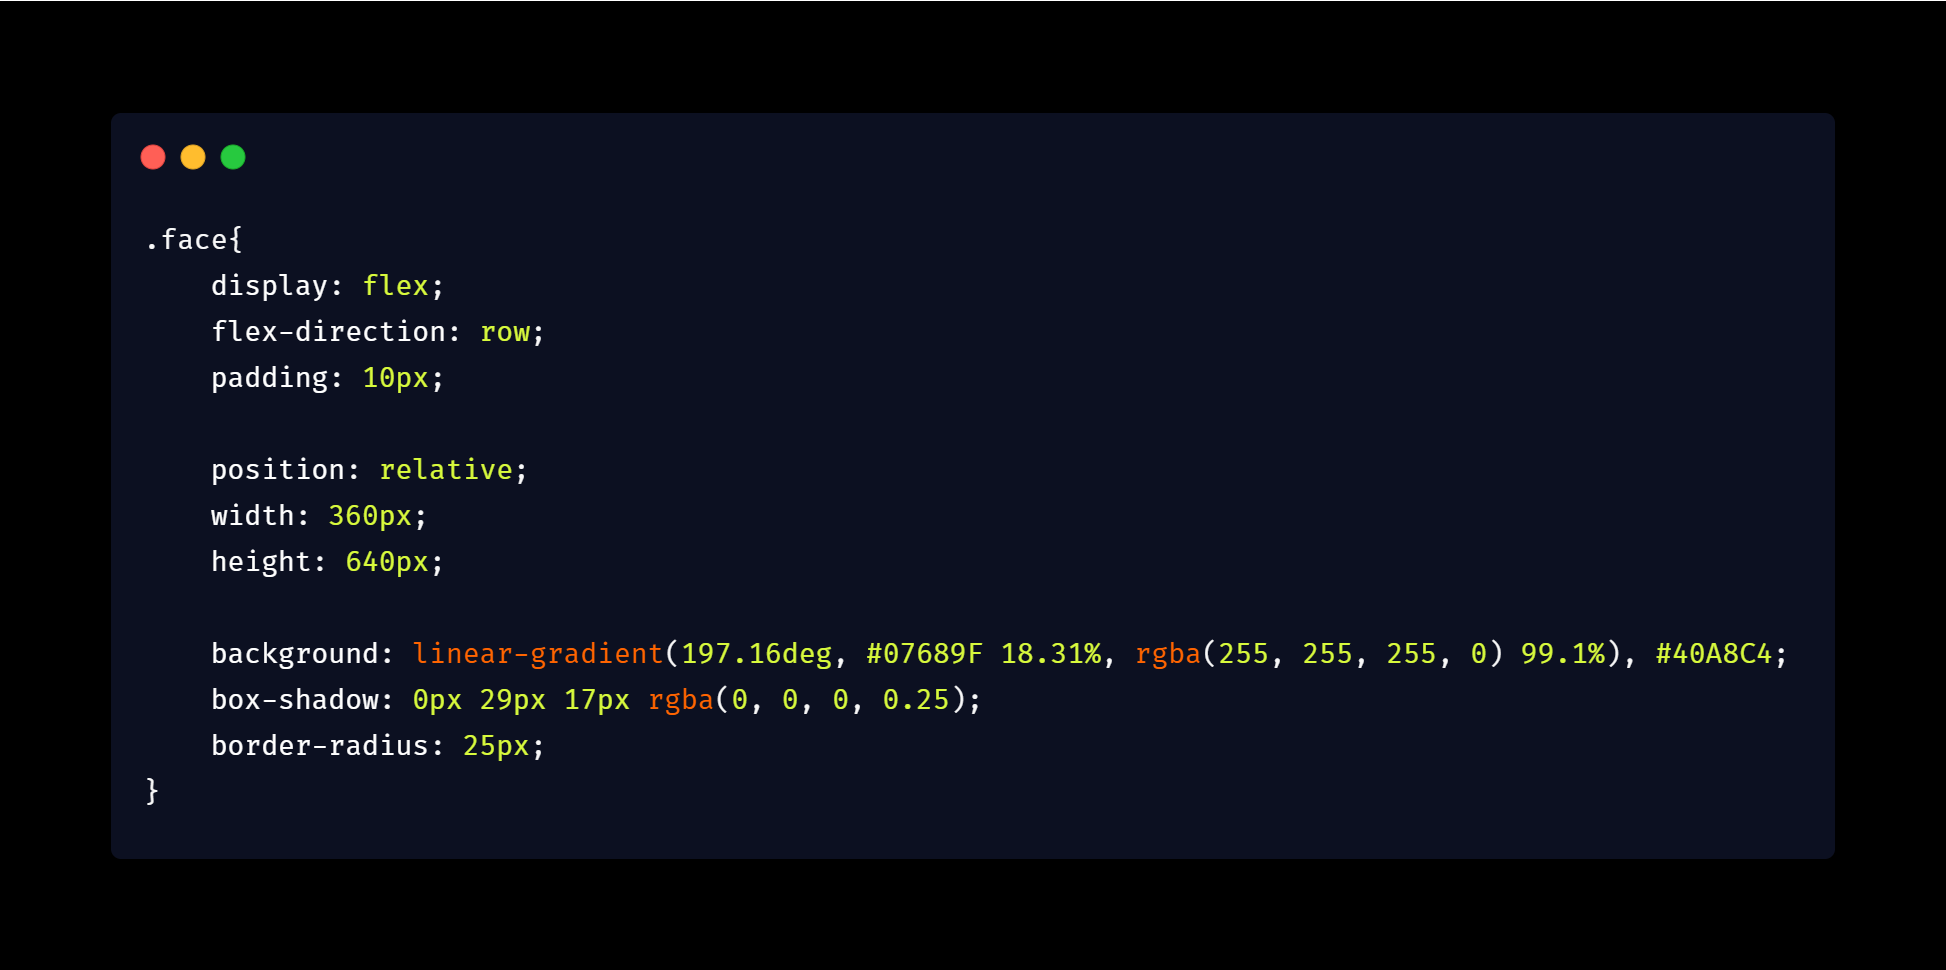 .face{
    display: flex;
    flex-direction: row;
    padding: 10px;

    position: relative;
    width: 360px;
    height: 640px;

    background: linear-gradient(197.16deg, #07689F 18.31%, rgba(255, 255, 255, 0) 99.1%), #40A8C4;
    box-shadow: 0px 29px 17px rgba(0, 0, 0, 0.25);
    border-radius: 25px;
}